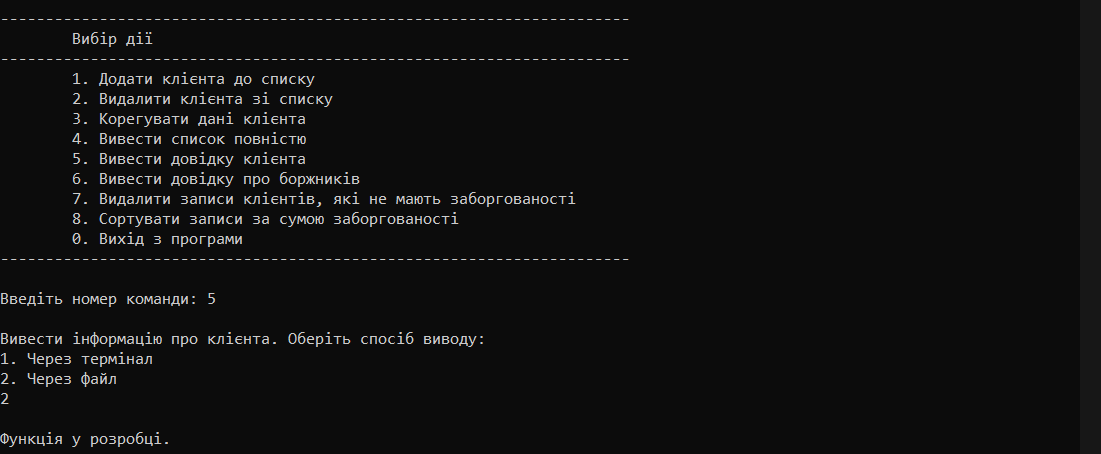 ----------------------------------------------------------------------
Вибір дії
----------------------------------------------------------------------
1. Додати клієнта до списку
2. Видалити клієнта зі списку
3. Корегувати дані клієнта
4. Вивести список повністю
5. Вивести довідку клієнта
6. Вивести довідку про боржників
7. Видалити записи клієнтів, які не мають заборгованості
8. Сортувати записи за сумою заборгованості
0. Вихід з програми
----------------------------------------------------------------------
Введіть номер команди: 5
Вивести інформацію про клієнта. Оберіть спосіб виводу:
1. Через термінал
2. Через файл
2
Функція у розробці.